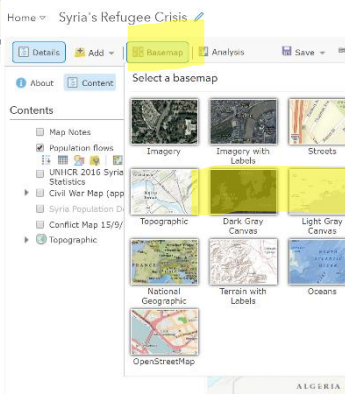 Home Syria's Refugee Crisis
Details Add Basemap Analysis Save
About Content
Select a basemap
Contents
Map Notes
Population flows
UNHCR 2016 Syria
Statistics
Civil War Map (app
Syria Population De
Conflict Map 15/9/
Topographic
Imagery
Imagery with
Labels
Streets
Topographic
Dark Gray
Canvas
Light Gray
Canvas
National
Geographic
Terrain with
Labels
Oceans
OpenStreetMap
ALGERIA